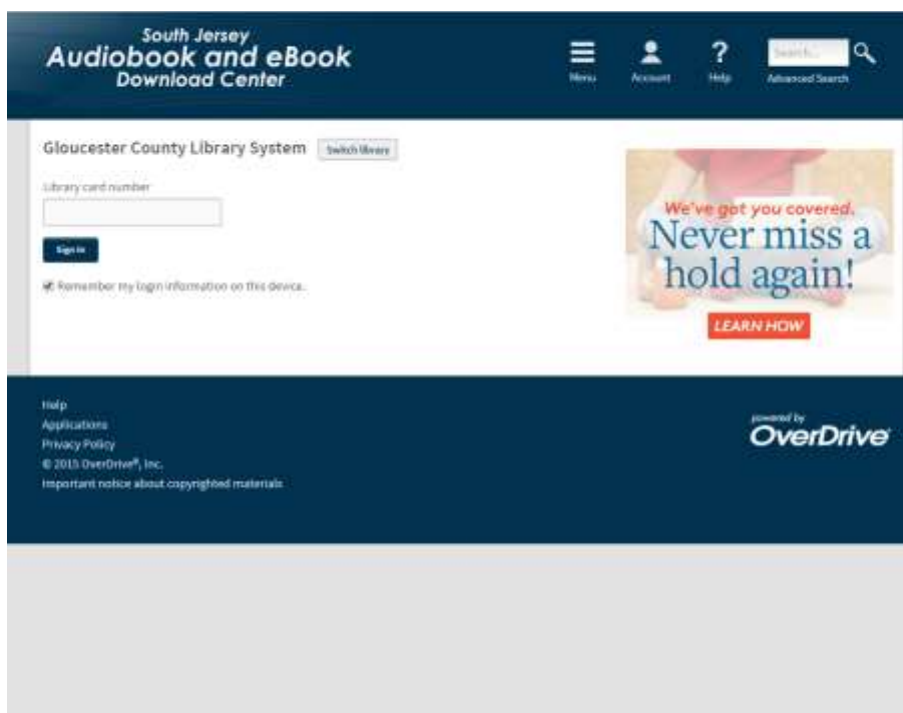 South Jersey
Audiobook and eBook
Download Center
Menu
Account
?
Help
Search...
Advanced Search
Gloucester County Library System
Switch library
Library card number
Sign in
Remember my login information on this device.
We've got you covered.
Never miss a
hold again!
LEARN HOW
Help
Applications
Privacy Policy
© 2015 OverDrive®, Inc.
Important notice about copyrighted materials
powered by
OverDrive